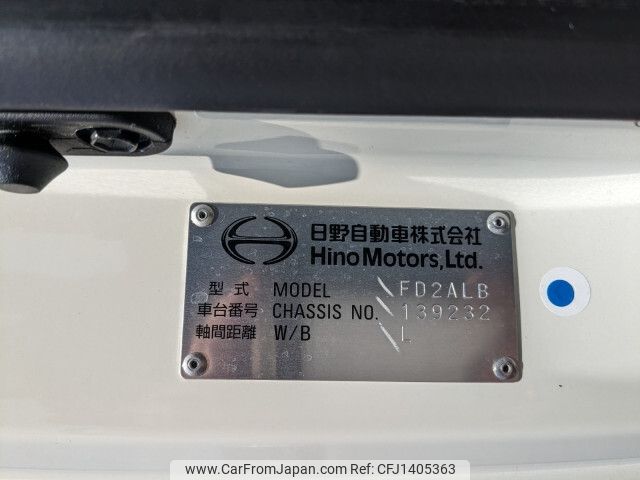 日野自動車株式会社
Hino Motors, Ltd.
型式 MODEL \FD2ALB
車台番号 CHASSIS NO. \139232
軸間距離 W/B \L
www.CarFromJapan.com - CFJ1405363